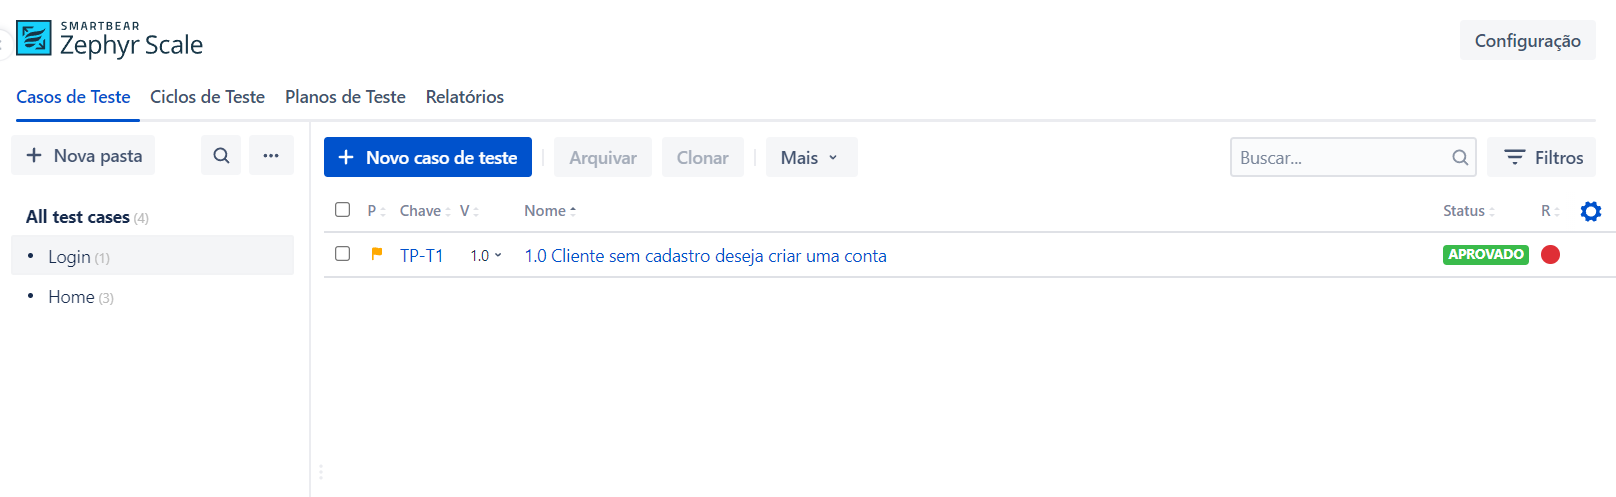 SMARTBEAR
Zephyr Scale
Configuração
Casos de Teste Ciclos de Teste Planos de Teste Relatórios
+ Nova pasta ...
+ Novo caso de teste Arquivar Clonar Mais Buscar... Filtros
All test cases (4)
• Login (1)
• Home (3)
P Chave V Nome Status R
TP-T1 1.0 1.0 Cliente sem cadastro deseja criar uma conta APROVADO